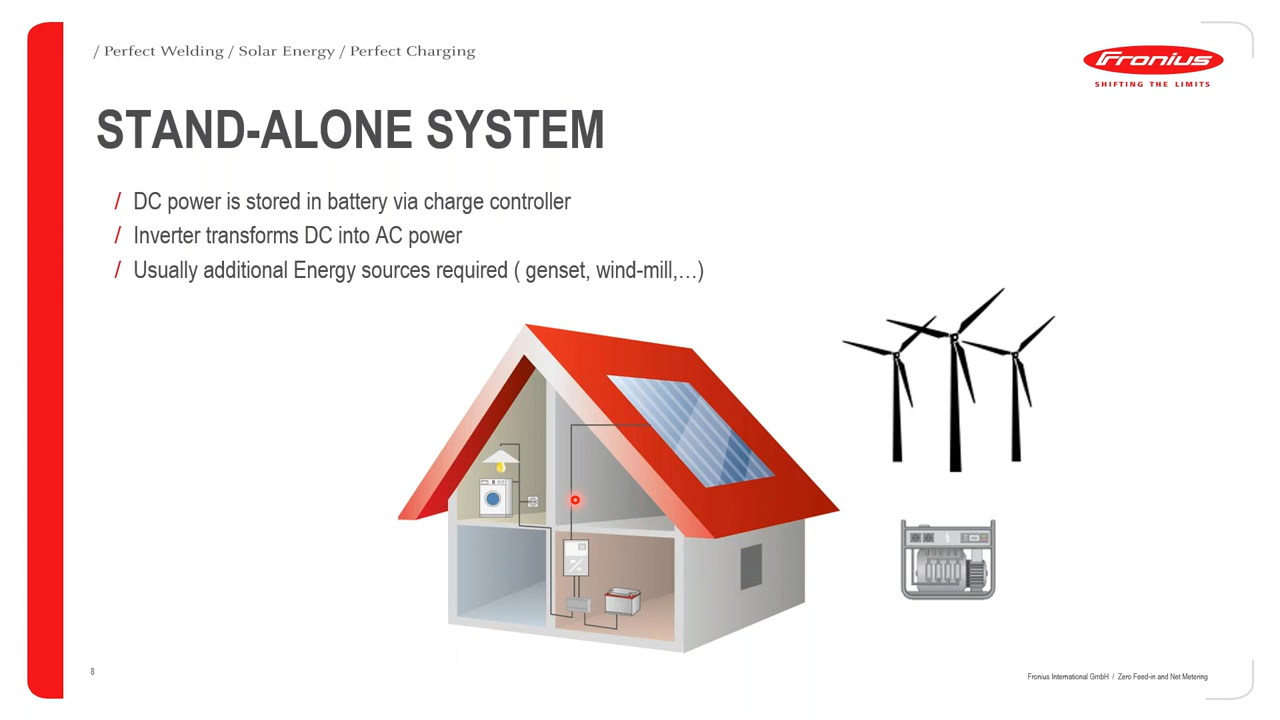 / Perfect Welding / Solar Energy / Perfect Charging
Fronius
SHIFTING THE LIMITS
STAND-ALONE SYSTEM
/ DC power is stored in battery via charge controller
/ Inverter transforms DC into AC power
/ Usually additional Energy sources required ( genset, wind-mill,…)
8
Fronius International GmbH / Zero Feed-in and Net Metering